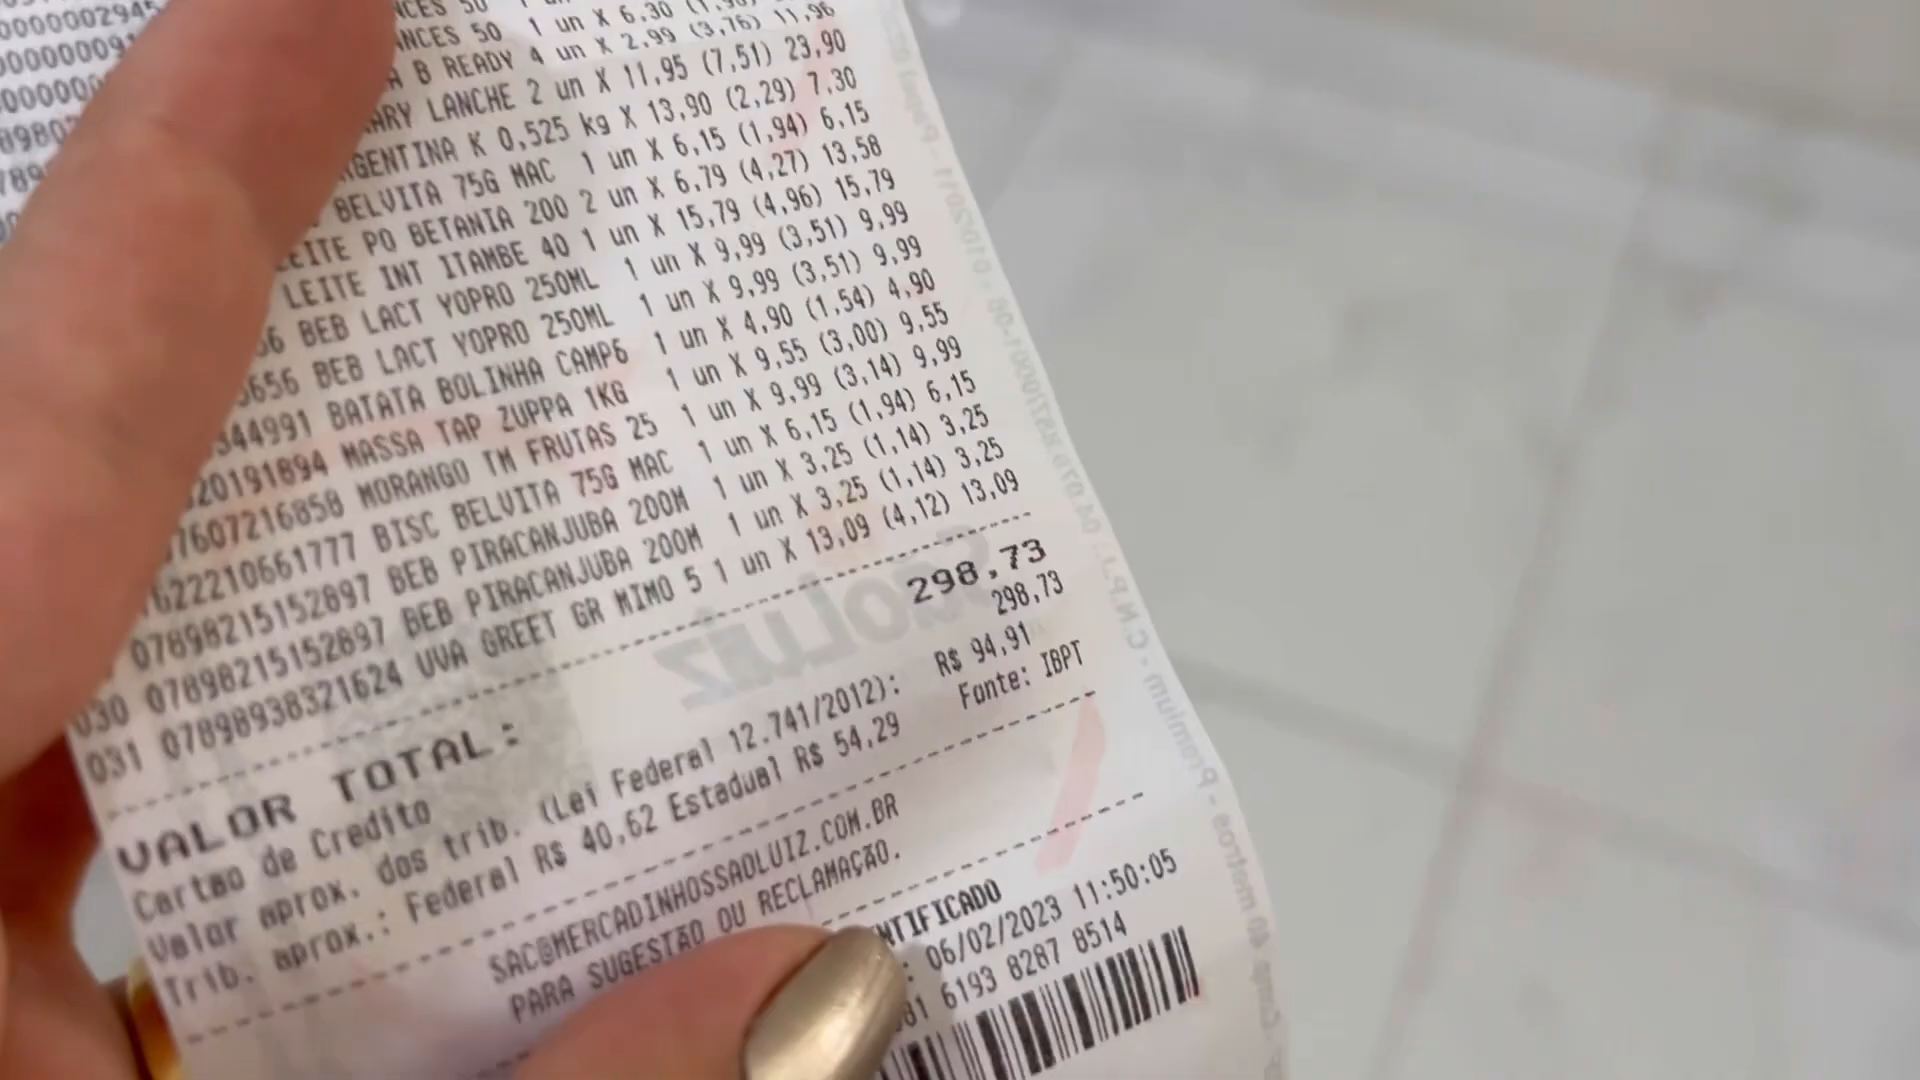 0000002945
NCES 50 1 un X 6,30
ANCES 50 1 un X 2,99 (3,76) 11,96
A B READY 4 un X 11,95 (7,51) 23,90
ARY LANCHE 2 un X 13,90 (2,29) 7,30
RGENTINA K 0,525 kg X 6,15 (1,94) 6,15
BELVITA 75G MAC 1 un X 6,79 (4,27) 13,58
LEITE PO BETANIA 200 2 un X 15,79 (4,96) 15,79
LEITE INT ITAMBE 40 1 un X 9,99 (3,51) 9,99
56 BEB LACT YOPRO 250ML 1 un X 9,99 (3,51) 9,99
5656 BEB LACT YOPRO 250ML 1 un X 4,90 (1,54) 4,90
344991 BATATA BOLINHA CAMP6 1 un X 9,55 (3,00) 9,55
20191894 MASSA TAP ZUPPA 1KG 1 un X 9,99 (3,14) 9,99
7607216858 MORANGO TM FRUTAS 25 1 un X 6,15 (1,94) 6,15
622210661777 BISC BELVITA 75G MAC 1 un X 3,25 (1,14) 3,25
030 07898215152897 BEB PIRACANJUBA 200M 1 un X 3,25 (1,14) 3,25
031 07898215152897 BEB PIRACANJUBA 200M 1 un X 13,09 (4,12) 13,09
07898938321624 UVA GREET GR MIMO 5
VALOR TOTAL: 298,73
Cartao de Credito 298,73
Valor aprox. dos trib. (Lei Federal 12.741/2012): R$ 94,91
Trib. aprox.: Federal R$ 40,62 Estadual R$ 54,29 Fonte: IBPT
SAC@MERCADINHOSSAOLUIZ.COM.BR
PARA SUGESTÃO OU RECLAMAÇÃO.
NTIFICADO
: 06/02/2023 11:50:05
81 6193 8287 8514
SãoLuiz